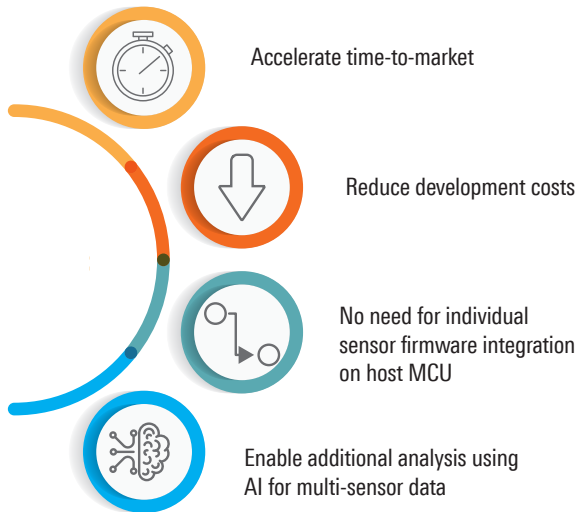 Accelerate time-to-market
Reduce development costs
No need for individual
sensor firmware integration
on host MCU
Enable additional analysis using
AI for multi-sensor data